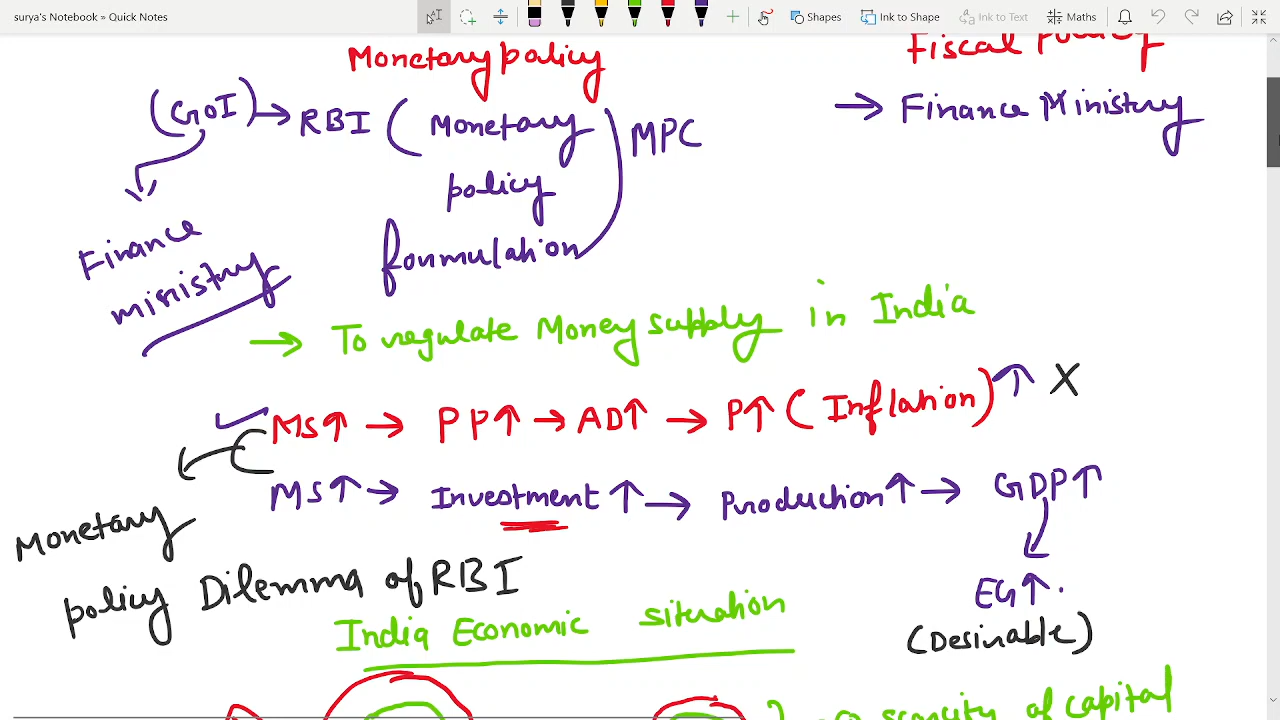 surya's Notebook » Quick Notes
Shapes Ink to Shape Ink to Text Maths
Monetary policy
Fiscal Policy
(GoI) → RBI ( Monetary policy formulation ) MPC
→ Finance Ministry
Finance
ministry
→ To regulate Money supply in India
MS↑ → PP↑ → AD↑ → P↑ (Inflation)↑ X
MS↑ → Investment ↑ → Production ↑ → GDP↑
EG↑.
(Desirable)
Monetary
policy Dilemma of RBI
India Economic situation
scarcity of capital